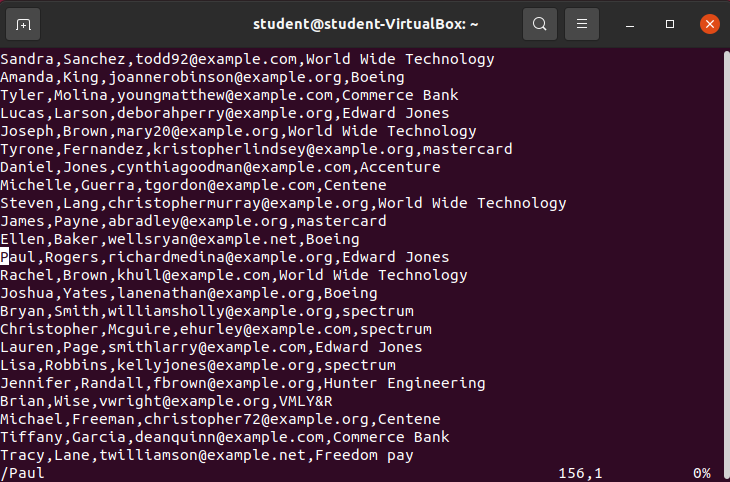 student@student-VirtualBox: ~
Sandra,Sanchez,todd92@example.com,World Wide Technology
Amanda,King,joannerobinson@example.org,Boeing
Tyler,Molina,youngmatthew@example.com,Commerce Bank
Lucas,Larson,deborahperry@example.org,Edward Jones
Joseph,Brown,mary20@example.org,World Wide Technology
Tyrone,Fernandez,kristopherlindsey@example.org,mastercard
Daniel,Jones,cynthiagoodman@example.com,Accenture
Michelle,Guerra,tgordon@example.com,Centene
Steven,Lang,christophermurray@example.org,World Wide Technology
James,Payne,abradley@example.org,mastercard
Ellen,Baker,wellsryan@example.net,Boeing
Paul,Rogers,richardmedina@example.org,Edward Jones
Rachel,Brown,khull@example.com,World Wide Technology
Joshua,Yates,lanenathan@example.org,Boeing
Bryan,Smith,williamsholly@example.org,spectrum
Christopher,Mcguire,ehurley@example.com,spectrum
Lauren,Page,smithlarry@example.com,Edward Jones
Lisa,Robbins,kellyjones@example.org,spectrum
Jennifer,Randall,fbrown@example.org,Hunter Engineering
Brian,Wise,vwright@example.org,VMLY&R
Michael,Freeman,christopher72@example.org,Centene
Tiffany,Garcia,deanquinn@example.com,Commerce Bank
Tracy,Lane,twilliamson@example.net,Freedom pay
/Paul 156,1 0%